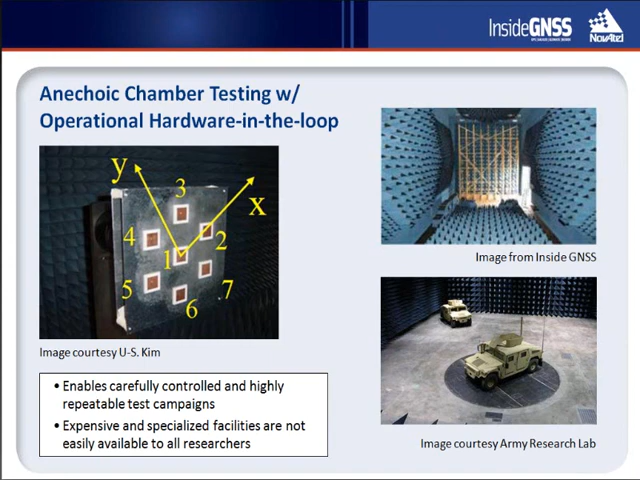 InsideGNSS
NovAtel
Anechoic Chamber Testing w/
Operational Hardware-in-the-loop
y
x
3
4
2
1
5
7
6
Image from Inside GNSS
Image courtesy U-S. Kim
• Enables carefully controlled and highly
repeatable test campaigns
• Expensive and specialized facilities are not
easily available to all researchers
Image courtesy Army Research Lab